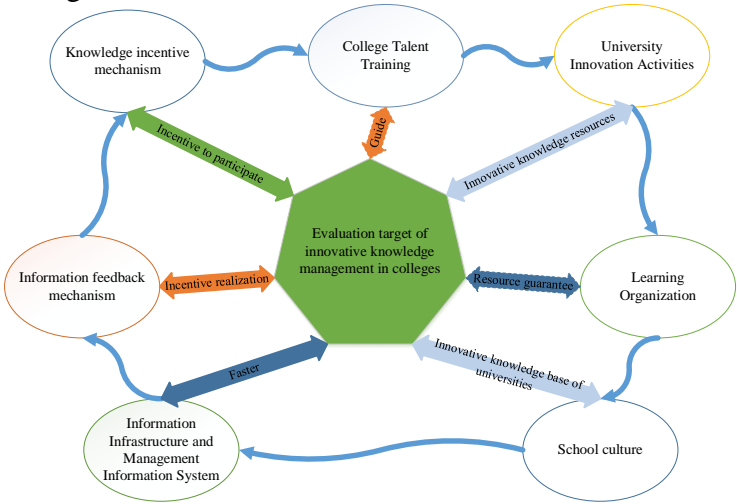 Knowledge incentive
mechanism
College Talent
Training
University
Innovation Activities
Incentive to participate
Guide
Innovative knowledge resources
Evaluation target of
innovative knowledge
management in colleges
Information feedback
mechanism
Incentive realization
Resource guarantee
Learning
Organization
Faster
Innovative knowledge base of
universities
Information
Infrastructure and
Management
Information System
School culture